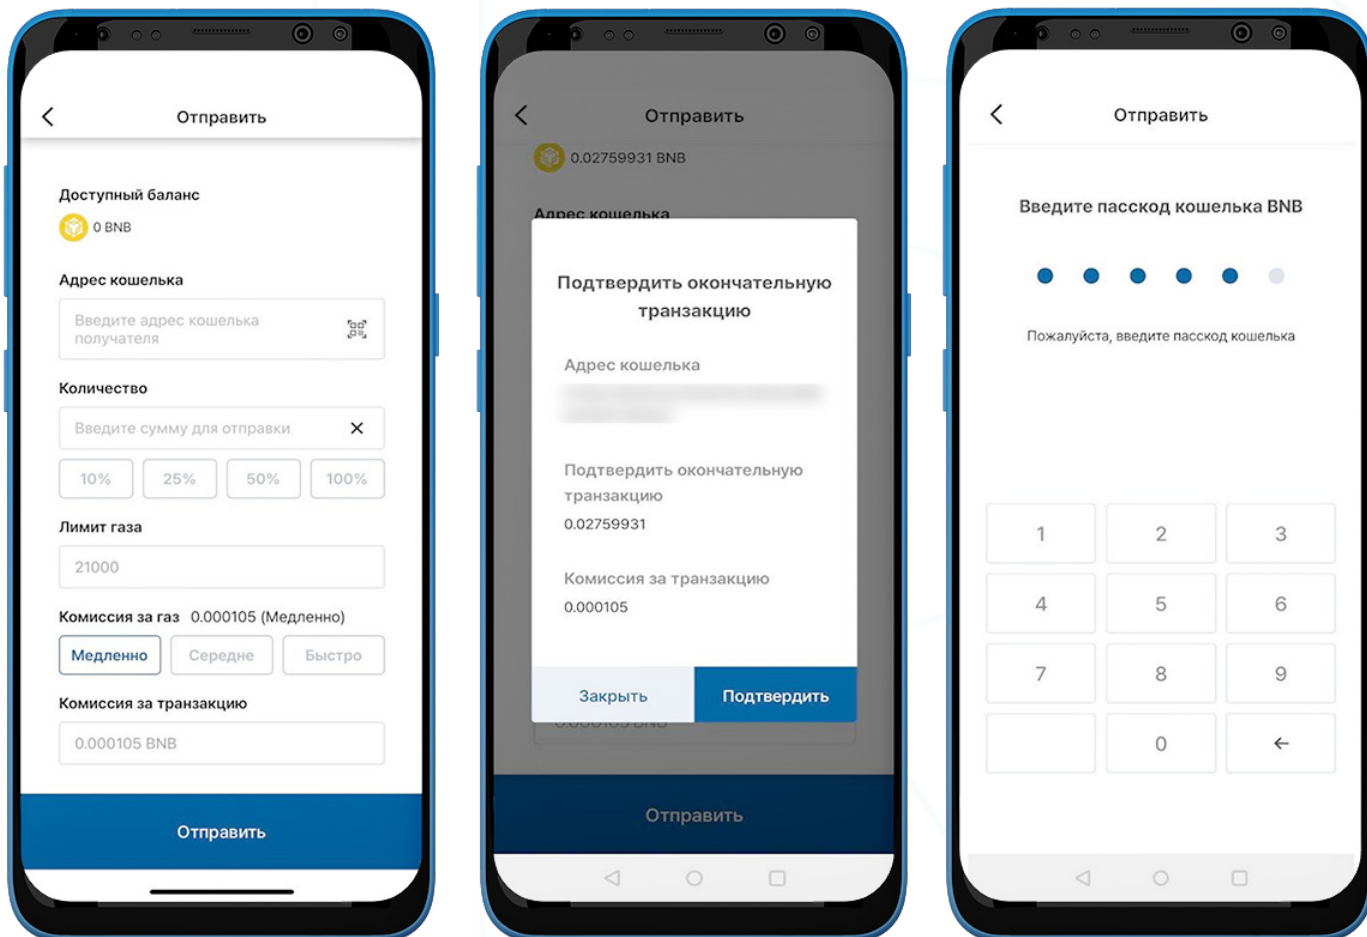 Отправить
Доступный баланс
0 BNB
Адрес кошелька
Введите адрес кошелька
получателя
Количество
Введите сумму для отправки
10% 25% 50% 100%
Лимит газа
21000
Комиссия за газ 0.000105 (Медленно)
Медленно Середне Быстро
Комиссия за транзакцию
0.000105 BNB
Отправить
Отправить
0.02759931 BNB
Адрес кошелька
Подтвердить окончательную
транзакцию
Адрес кошелька
Подтвердить окончательную
транзакцию
0.02759931
Комиссия за транзакцию
0.000105
Закрыть Подтвердить
0.000105 BNB
Отправить
Отправить
Введите пасскод кошелька BNB
Пожалуйста, введите пасскод кошелька
1 2 3
4 5 6
7 8 9
0